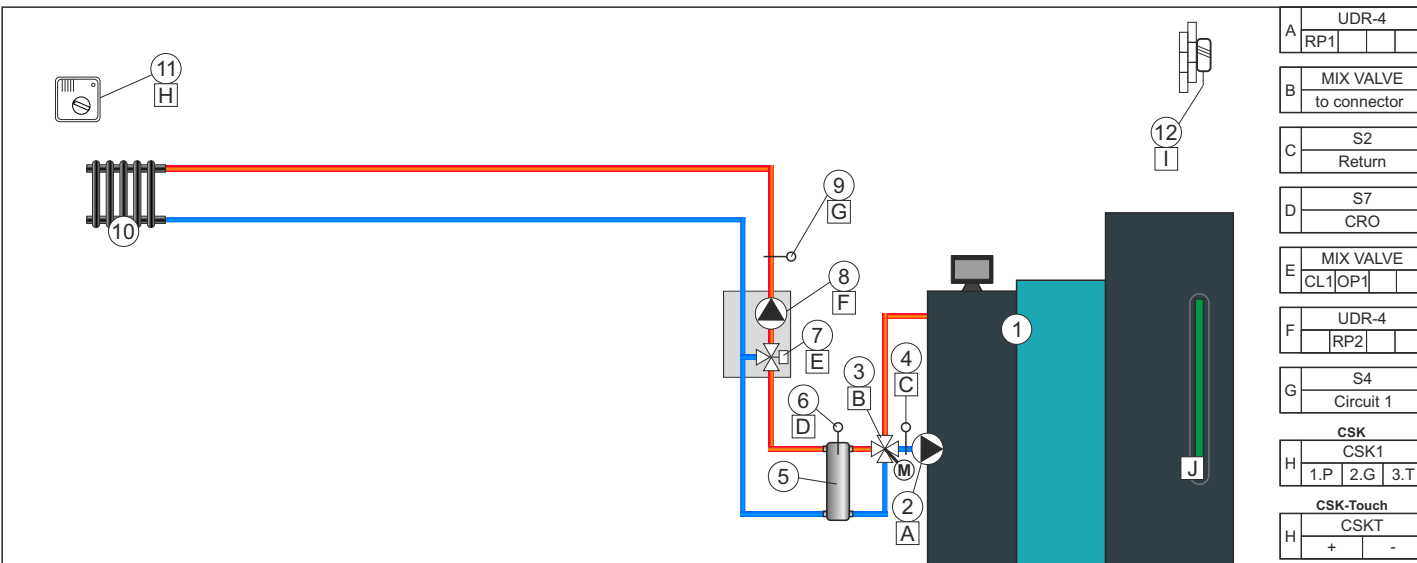 11
H
12
I
10
9
G
8
F
7
E
6
D
5
3
B
4
C
M
2
A
1
J
A UDR-4
RP1
B MIX VALVE
to connector
C S2
Return
D S7
CRO
E MIX VALVE
CL1 OP1
F UDR-4
RP2
G S4
Circuit 1
CSK
H CSK1
1.P 2.G 3.T
CSK-Touch
H CSKT
+ -